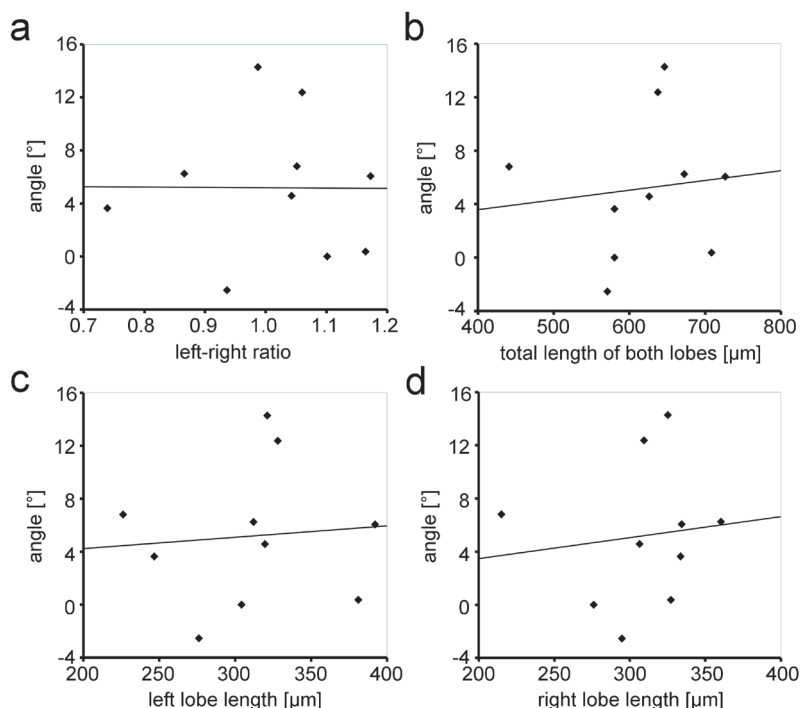 a
b
16
12
8
4
0
-4
angle [°]
0.7 0.8 0.9 1.0 1.1 1.2
left-right ratio
16
12
8
4
0
-4
angle [°]
400 500 600 700 800
total length of both lobes [µm]
c
d
16
12
8
4
0
-4
angle [°]
200 250 300 350 400
left lobe length [µm]
16
12
8
4
0
-4
angle [°]
200 250 300 350 400
right lobe length [µm]